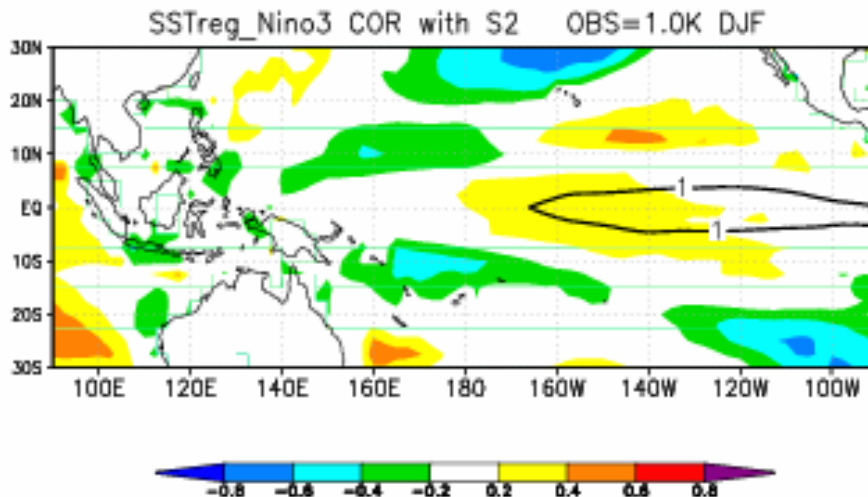 SSTreg_Nino3 COR with S2 OBS=1.0K DJF
30N
20N
10N
EQ
10S
20S
30S
1
1
100E 120E 140E 160E 180 160W 140W 120W 100W
-0.8 -0.6 -0.4 -0.2 0.2 0.4 0.6 0.8